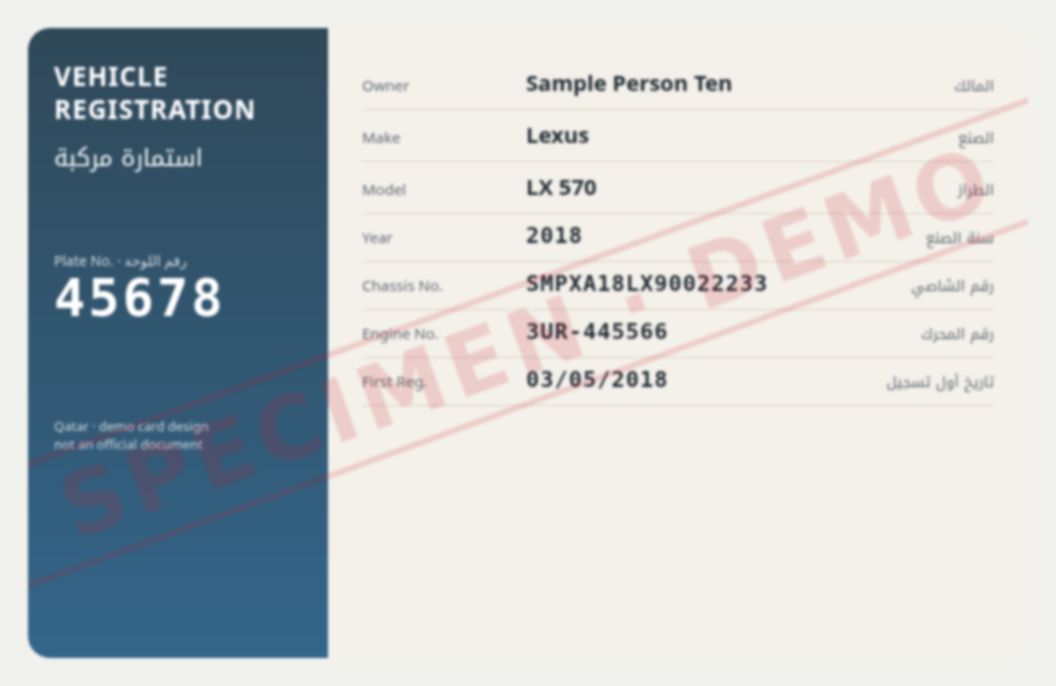 VEHICLE
REGISTRATION
استمارة مركبة
Plate No. · رقم اللوحة
45678
Qatar · demo card design
not an official document
Owner Sample Person Ten المالك
Make Lexus الصنع
Model LX 570 الطراز
Year 2018 سنة الصنع
Chassis No. SMPXA18LX90022233 رقم الشاصي
Engine No. 3UR-445566 رقم المحرك
First Reg. 03/05/2018 تاريخ أول تسجيل
SPECIMEN · DEMO